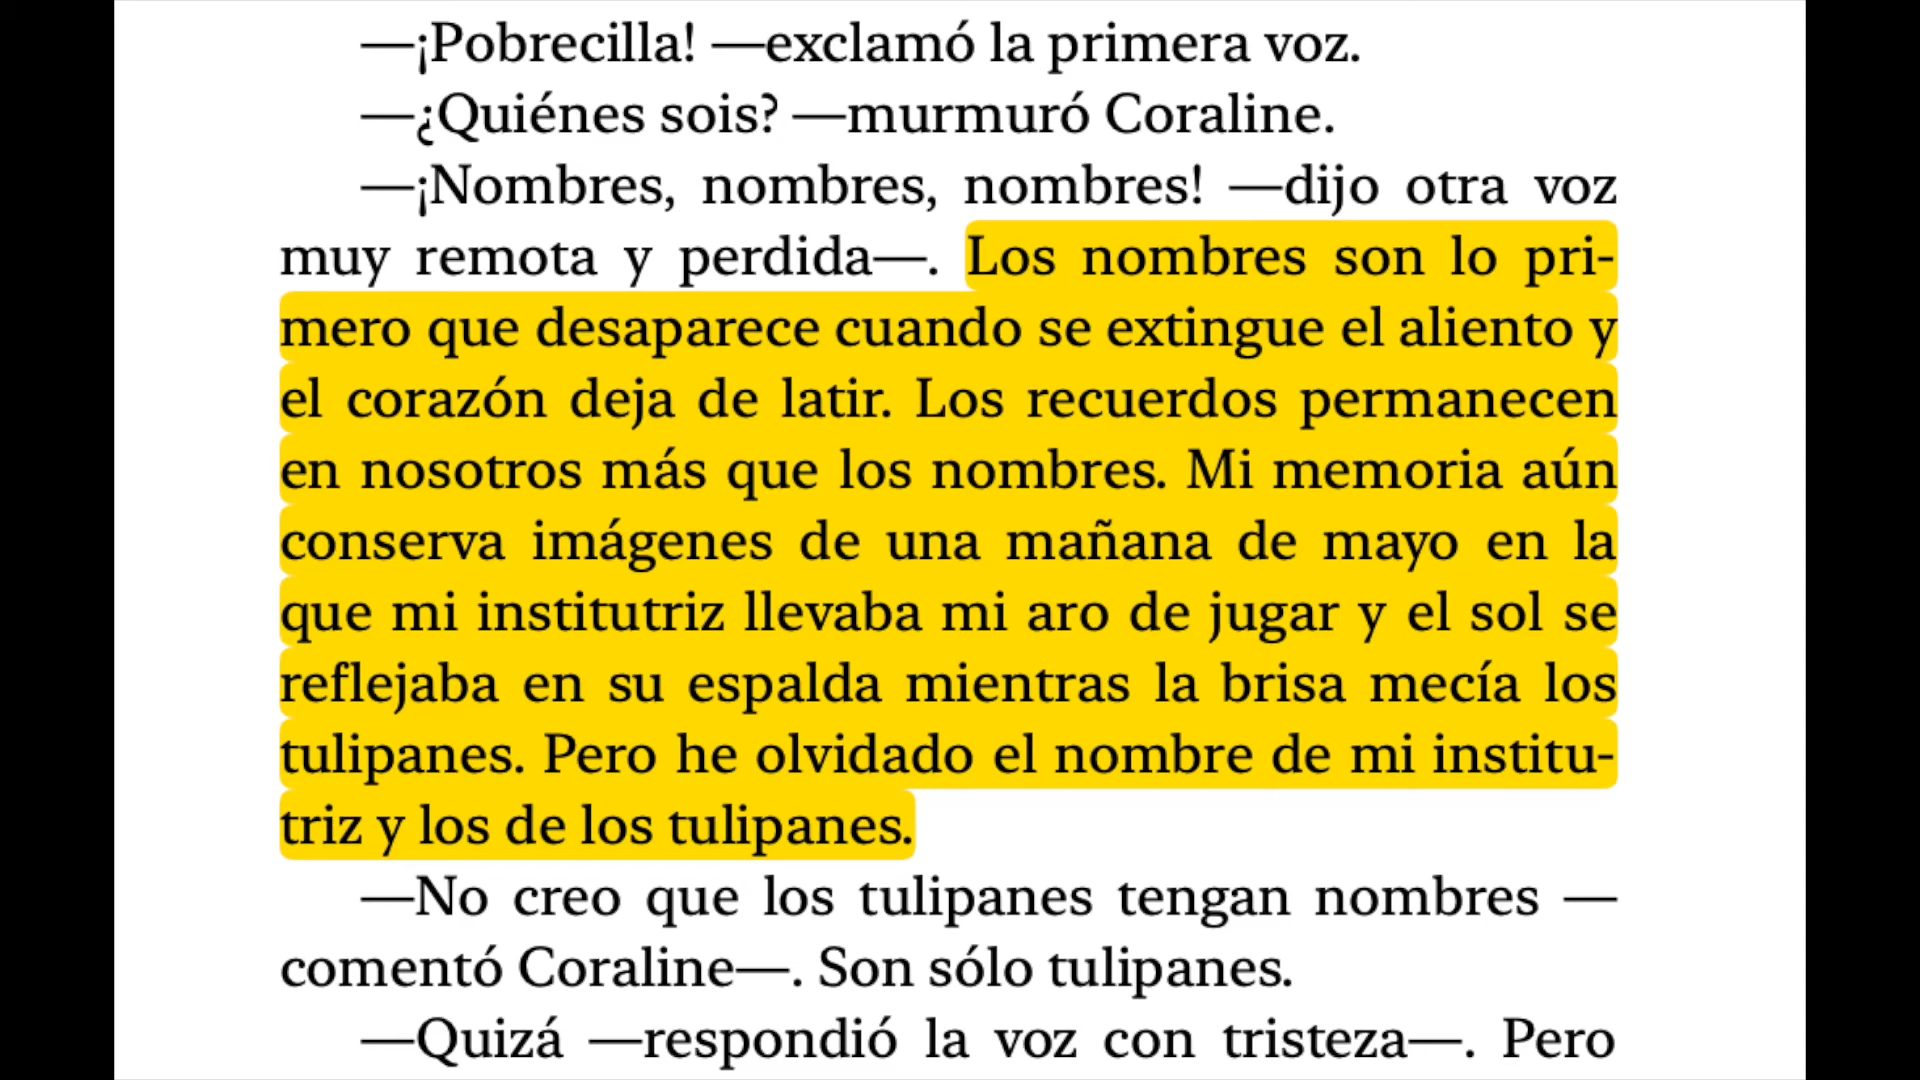 —¡Pobrecilla! —exclamó la primera voz.
—¿Quiénes sois? —murmuró Coraline.
—¡Nombres, nombres, nombres! —dijo otra voz
muy remota y perdida—. Los nombres son lo pri-
mero que desaparece cuando se extingue el aliento y
el corazón deja de latir. Los recuerdos permanecen
en nosotros más que los nombres. Mi memoria aún
conserva imágenes de una mañana de mayo en la
que mi institutriz llevaba mi aro de jugar y el sol se
reflejaba en su espalda mientras la brisa mecía los
tulipanes. Pero he olvidado el nombre de mi institu-
triz y los de los tulipanes.
—No creo que los tulipanes tengan nombres —
comentó Coraline—. Son sólo tulipanes.
—Quizá —respondió la voz con tristeza—. Pero